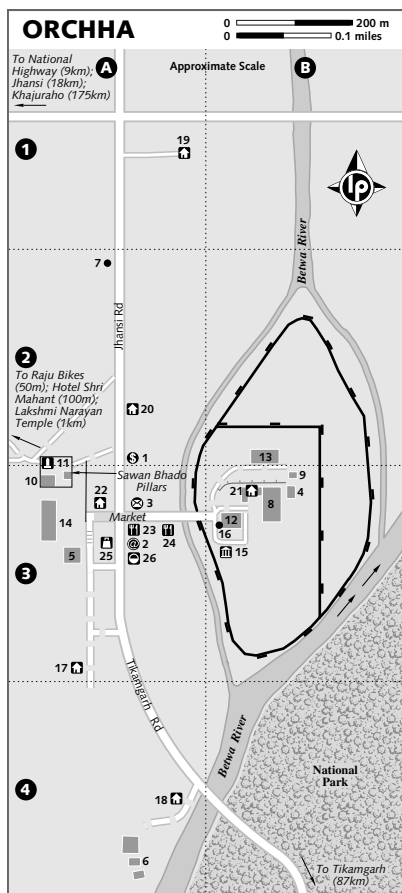 ORCHHA
0 200 m
0 0.1 miles
To National
Highway (9km);
Jhansi (18km);
Khajuraho (175km)
A
Approximate Scale
B
1
19
lp
Betwa River
7
Jhansi Rd
2
To Raju Bikes
(50m); Hotel Shri
Mahant (100m);
Lakshmi Narayan
Temple (1km)
20
$ 1
11
Sawan Bhado
Pillars
10
13
9
22
3
21
8
4
14
Market
12
16
23
24
5
25
@ 2
26
15
3
17
Tikamgarh Rd
4
Betwa River
National
Park
18
6
To Tikamgarh
(87km)